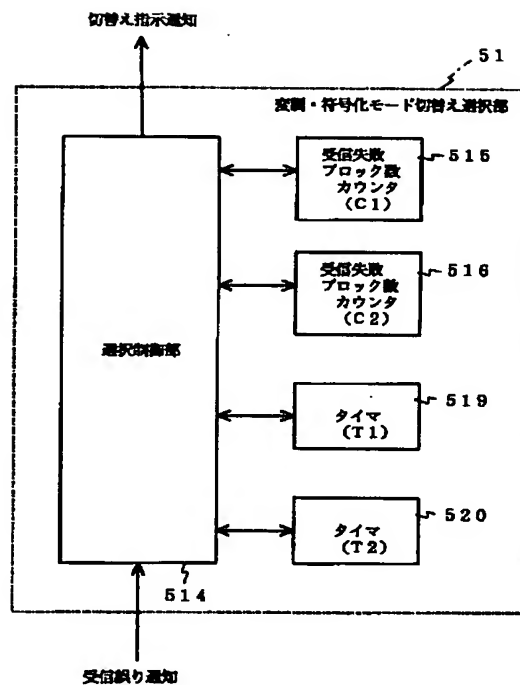 切替え指示通知
51
変調・符号化モード切替え選択部
受信失敗
ブロック数
カウンタ
(C1)
515
受信失敗
ブロック数
カウンタ
(C2)
516
選択制御部
タイマ
(T1)
519
タイマ
(T2)
520
514
受信誤り通知